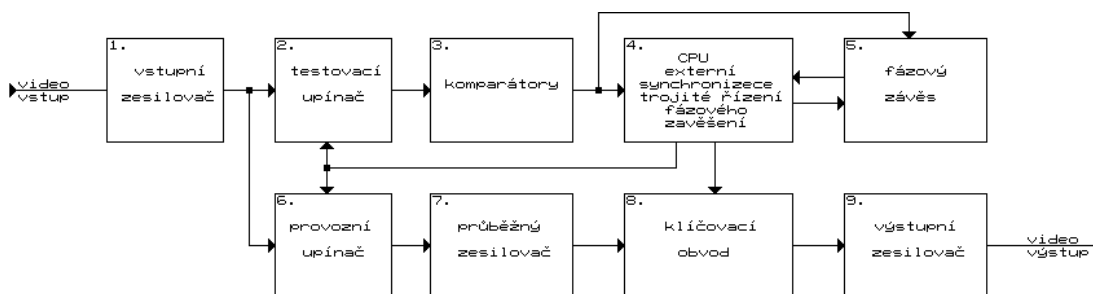 video
vstup
1.
vstupní
zesilovač
2.
testovací
upínač
3.
komparátory
4.
CPU
externí
synchronizece
trojité řízení
fázového
zavěšení
5.
fázový
závěs
6.
provozní
upínač
7.
průběžný
zesilovač
8.
klíčovací
obvod
9.
výstupní
zesilovač
video
výstup